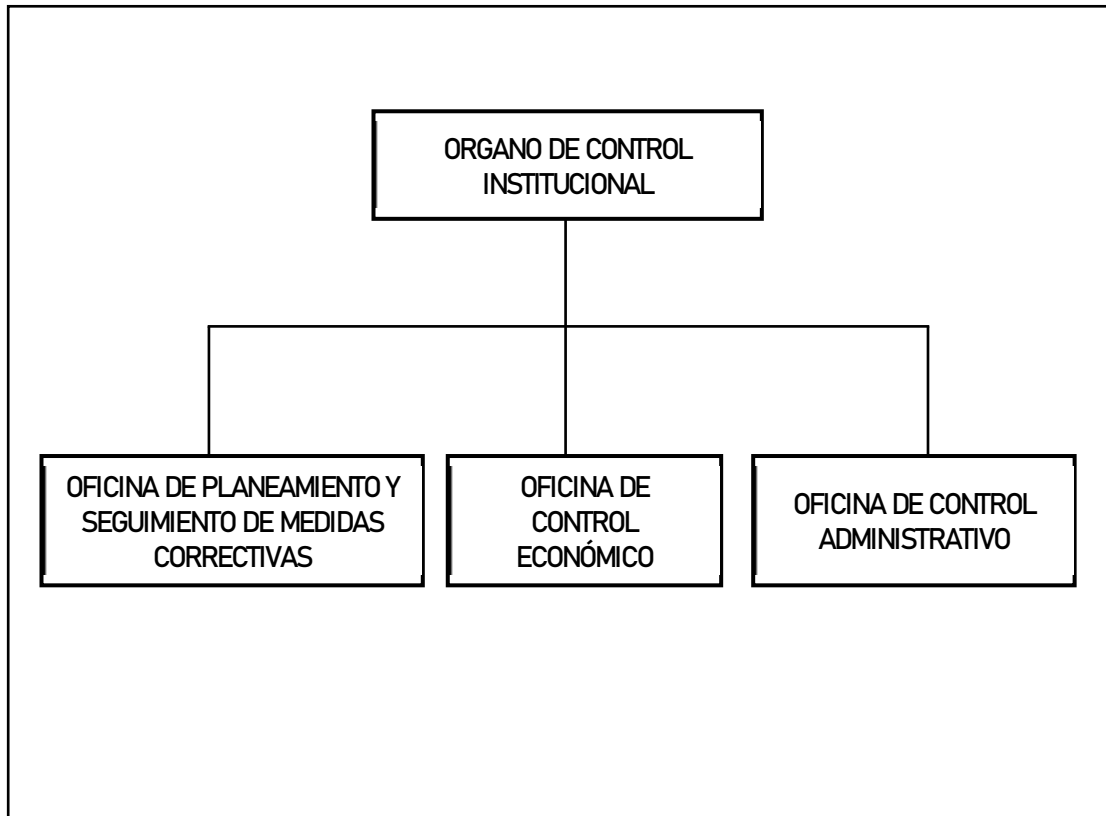 ORGANO DE CONTROL
INSTITUCIONAL
OFICINA DE PLANEAMIENTO Y
SEGUIMIENTO DE MEDIDAS
CORRECTIVAS
OFICINA DE
CONTROL
ECONÓMICO
OFICINA DE CONTROL
ADMINISTRATIVO